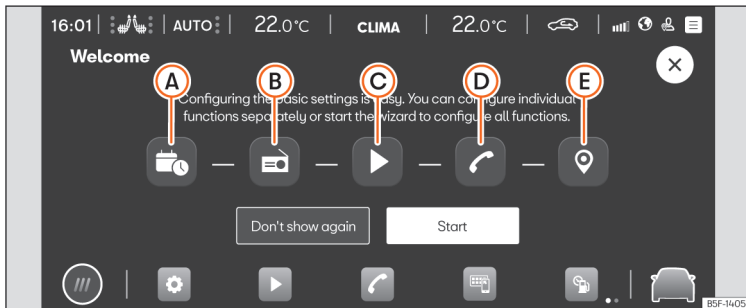 16:01 AUTO 22.0°C CLIMA 22.0°C
Welcome
A B C D E
Configuring the basic settings is easy. You can configure individual
functions separately or start the wizard to configure all functions.
Don't show again Start
B5F-1405